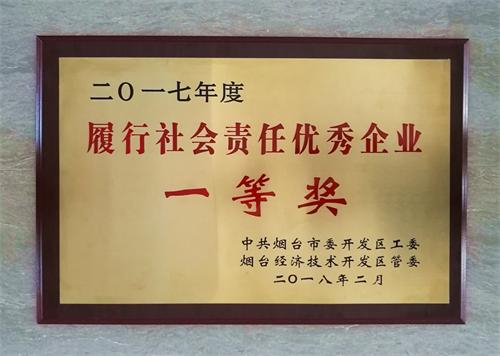 二〇一七年度
履行社会责任优秀企业
一等奖
中共烟台市委开发区工委
烟台经济技术开发区管委
二〇一八年二月